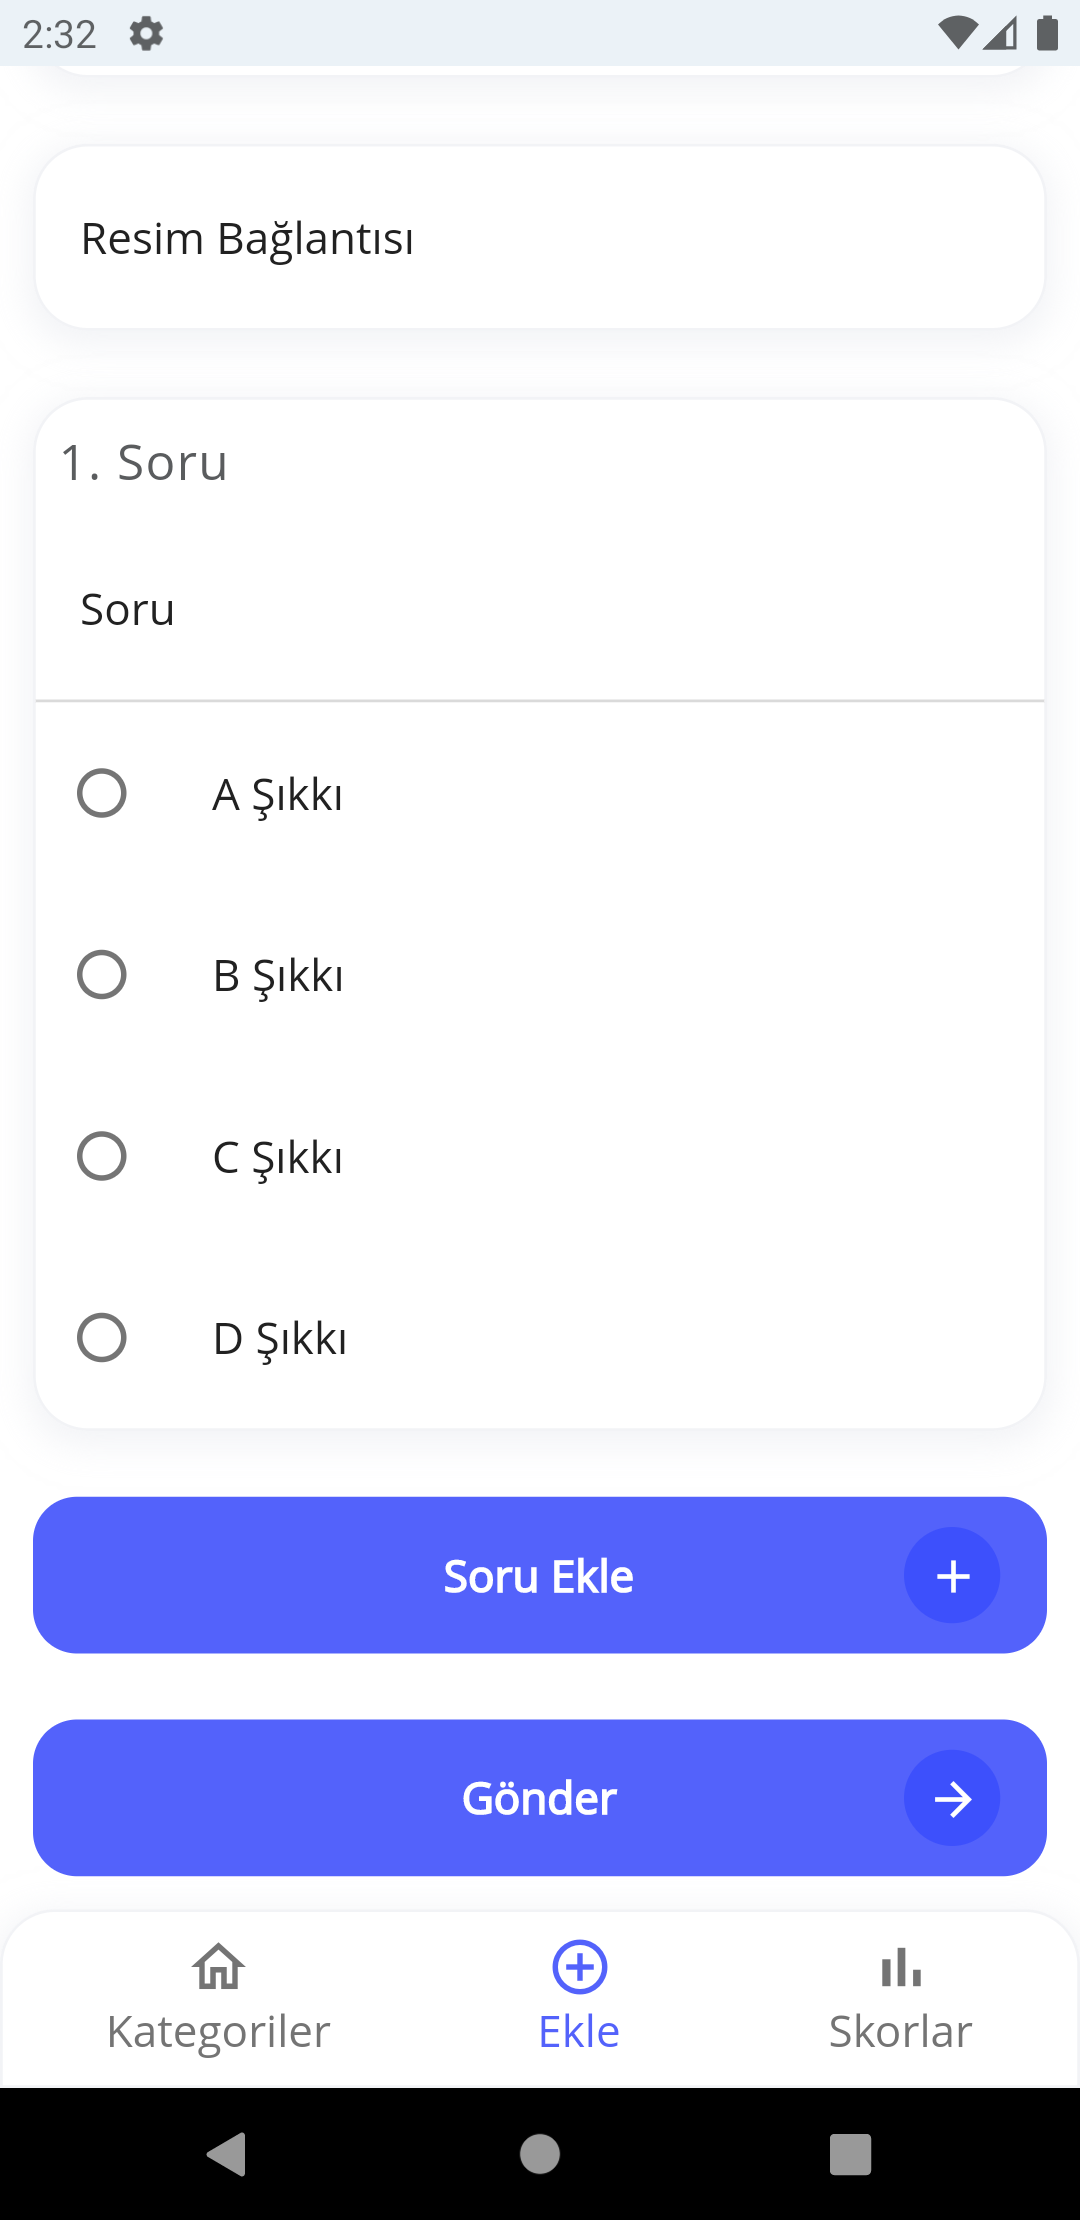 2:32
Resim Bağlantısı
1. Soru
Soru
A Şıkkı
B Şıkkı
C Şıkkı
D Şıkkı
Soru Ekle
Gönder
Kategoriler Ekle Skorlar